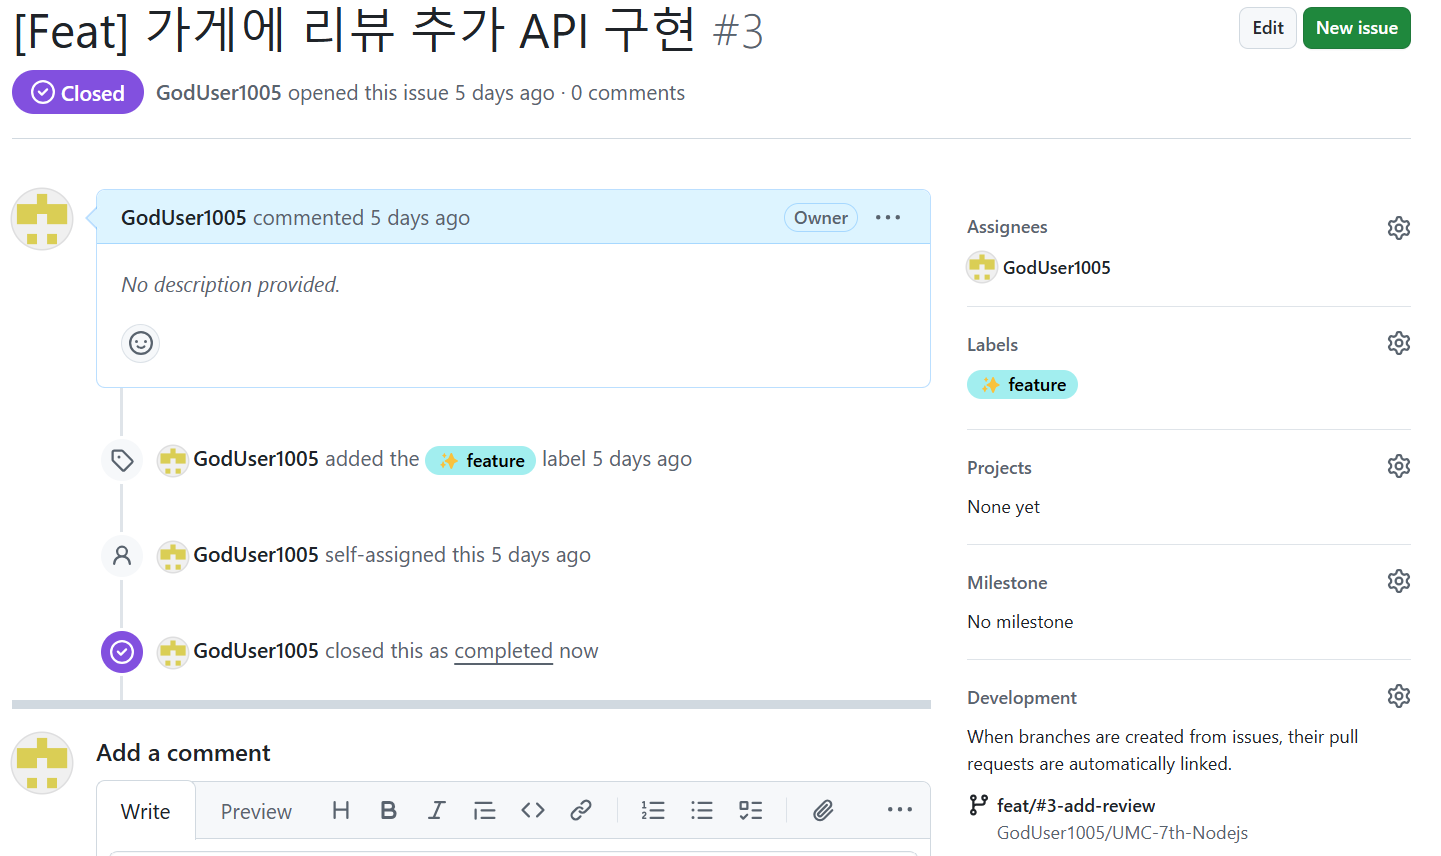 [Feat] 가게에 리뷰 추가 API 구현 #3
Edit
New issue
Closed
GodUser1005 opened this issue 5 days ago · 0 comments
GodUser1005 commented 5 days ago
Owner
No description provided.
GodUser1005 added the ✨ feature label 5 days ago
GodUser1005 self-assigned this 5 days ago
GodUser1005 closed this as completed now
Add a comment
Write
Preview
Assignees
GodUser1005
Labels
✨ feature
Projects
None yet
Milestone
No milestone
Development
When branches are created from issues, their pull
requests are automatically linked.
feat/#3-add-review
GodUser1005/UMC-7th-Nodejs